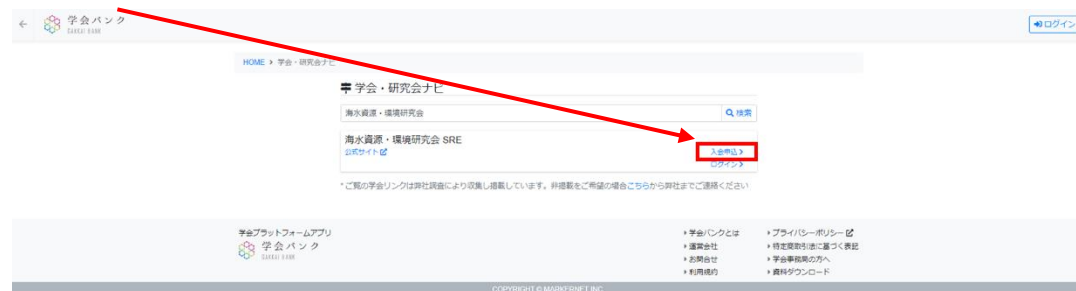 学会バンク
GAKKAI BANK
ログイン
HOME > 学会・研究会ナビ
学会・研究会ナビ
海水資源・環境研究会
検索
海水資源・環境研究会 SRE
公式サイト
入会申込
ログイン
*ご覧の学会リンクは弊社調査により収集し掲載しています。非掲載をご希望の場合こちらから弊社までご連絡ください
学会プラットフォームアプリ
学会バンク
GAKKAI BANK
学会バンクとは
運営会社
お問合せ
利用規約
プライバシーポリシー
特定商取引法に基づく表記
学会事務局の方へ
資料ダウンロード
COPYRIGHT © MARKERNET INC.